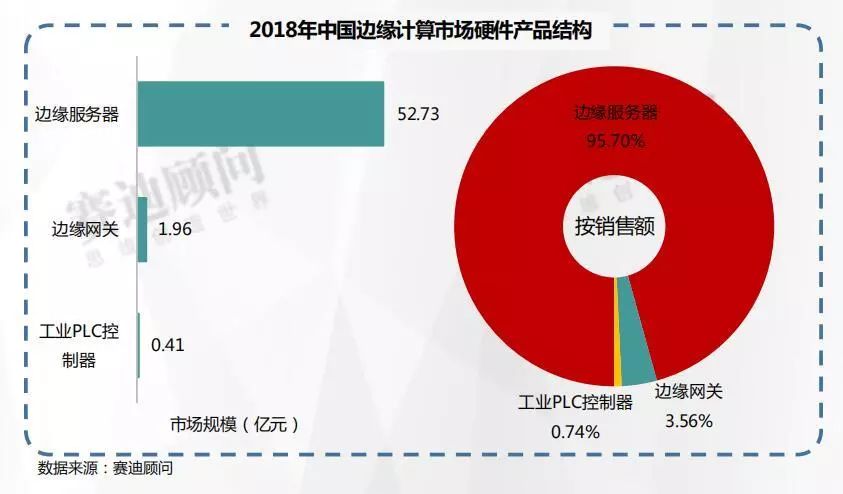 2018年中国边缘计算市场硬件产品结构
边缘服务器
52.73
边缘网关
1.96
工业PLC控
制器
0.41
市场规模（亿元）
边缘服务器
95.70%
按销售额
工业PLC控制器
0.74%
边缘网关
3.56%
数据来源：赛迪顾问
赛迪顾问